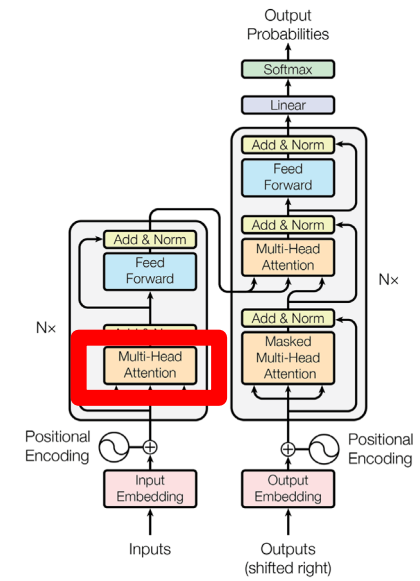 Output
Probabilities
Softmax
Linear
Add & Norm
Feed
Forward
Add & Norm
Multi-Head
Attention
Add & Norm
Masked
Multi-Head
Attention
Nx
Add & Norm
Feed
Forward
Nx
Multi-Head
Attention
Positional
Encoding
Input
Embedding
Inputs
Positional
Encoding
Output
Embedding
Outputs
(shifted right)